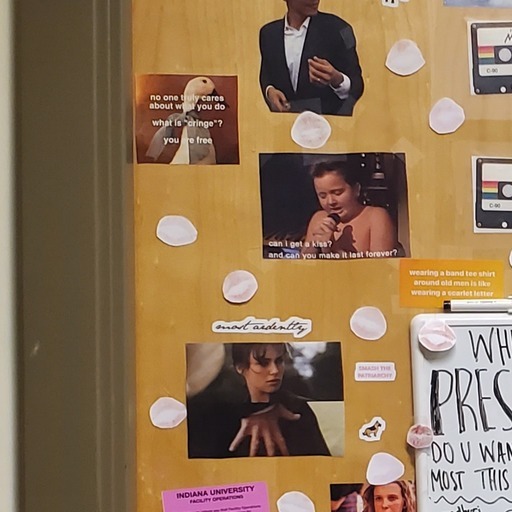 no one truly cares
about what you do
what is "cringe"?
you are free
C-90
can i get a kiss?
and can you make it last forever?
C-90
wearing a band tee shirt
around old men is like
wearing a scarlet letter
most ardently
SMASH THE
PATRIARCHY
WH
PRES
DO U WAN
MOST THIS
INDIANA UNIVERSITY
FACILITY OPERATIONS